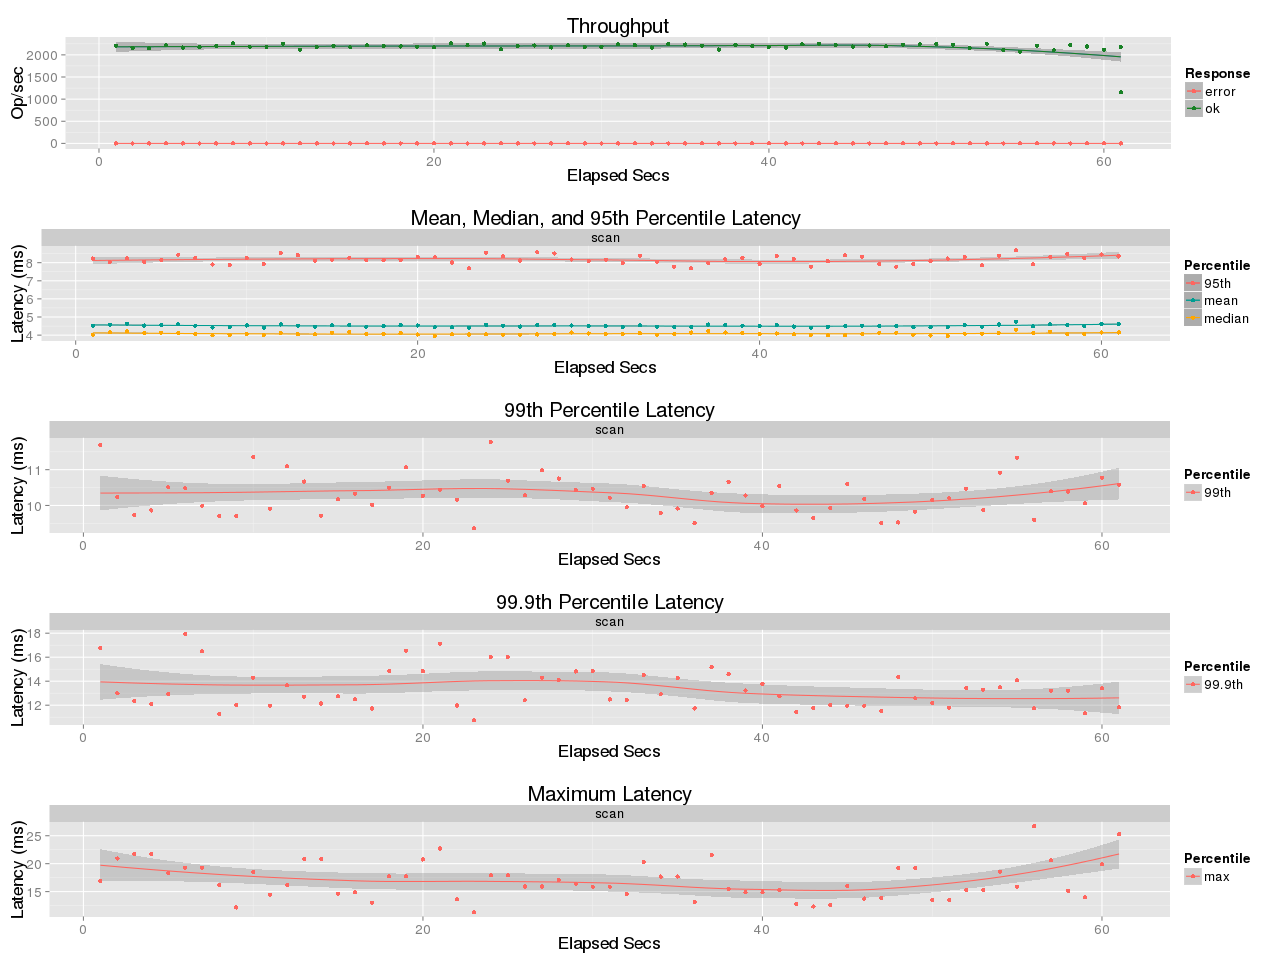 Throughput
Op/sec
2000
1500
1000
500
0
0 20 40 60
Elapsed Secs
Response
error
ok
Mean, Median, and 95th Percentile Latency
scan
Latency (ms)
8
7
6
5
4
0 20 40 60
Elapsed Secs
Percentile
95th
mean
median
99th Percentile Latency
scan
Latency (ms)
11
10
0 20 40 60
Elapsed Secs
Percentile
99th
99.9th Percentile Latency
scan
Latency (ms)
18
16
14
12
0 20 40 60
Elapsed Secs
Percentile
99.9th
Maximum Latency
scan
Latency (ms)
25
20
15
0 20 40 60
Elapsed Secs
Percentile
max